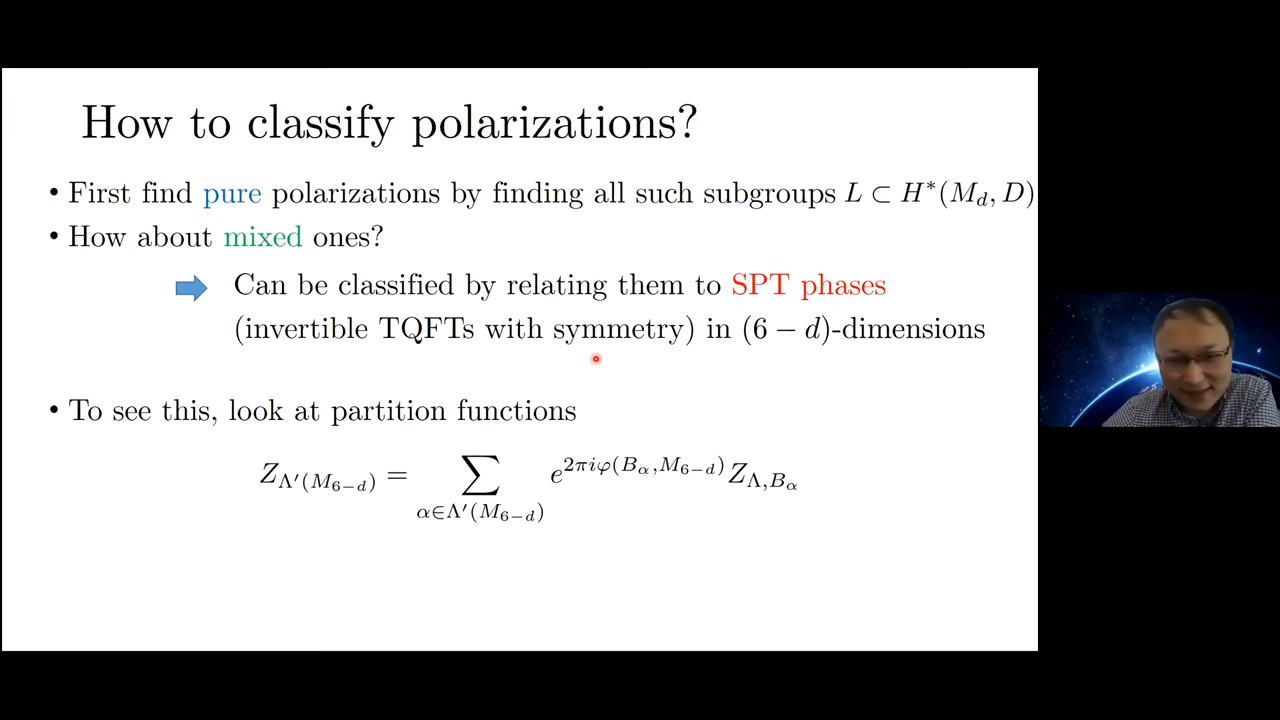 How to classify polarizations?
• First find pure polarizations by finding all such subgroups L ⊂ H*(M_d, D)
• How about mixed ones?
Can be classified by relating them to SPT phases
(invertible TQFTs with symmetry) in (6 − d)-dimensions
• To see this, look at partition functions
Z_{Λ′(M_{6−d})} = ∑_{α∈Λ′(M_{6−d})} e^{2πiφ(B_α,M_{6−d})} Z_{Λ,B_α}